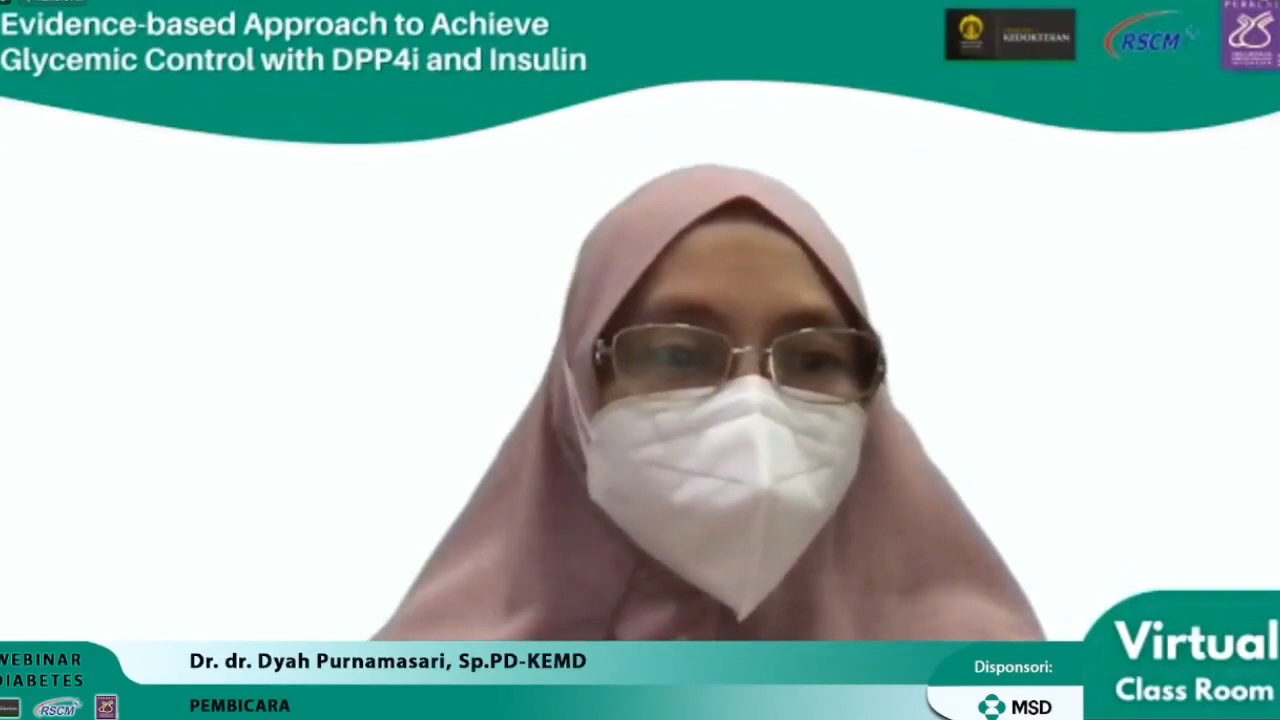 Evidence-based Approach to Achieve
Glycemic Control with DPP4i and Insulin
KEDOKTERAN
RSCM
WEBINAR
DIABETES
RSCM
Dr. dr. Dyah Purnamasari, Sp.PD-KEMD
PEMBICARA
Disponsori:
MSD
Virtual
Class Room